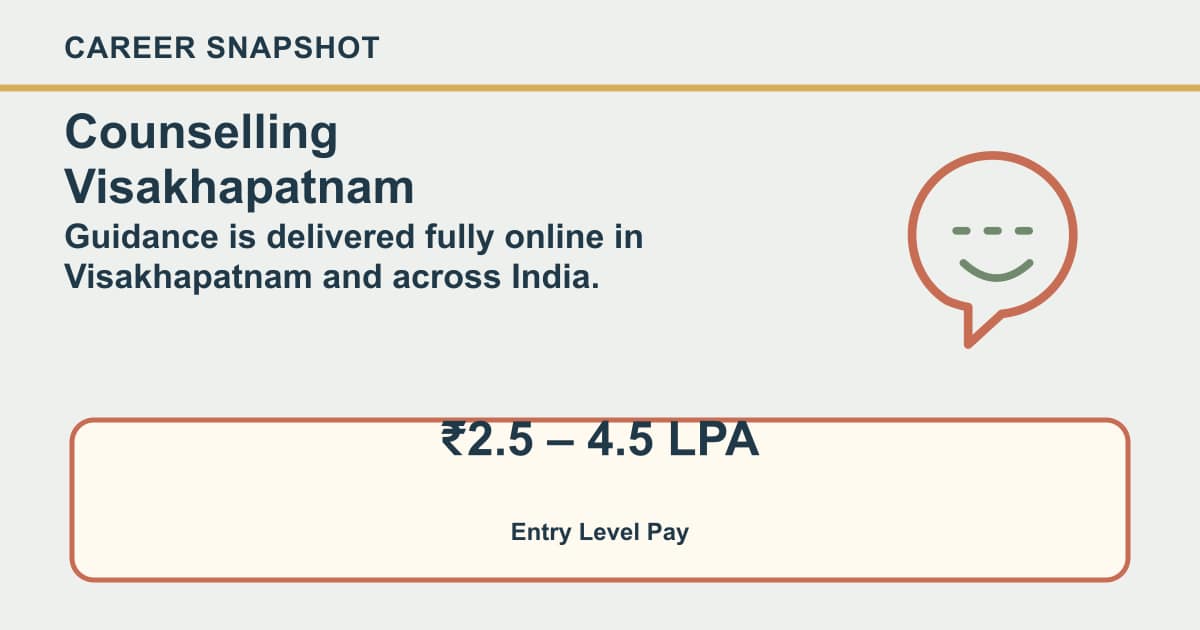 CAREER SNAPSHOT
Counselling
Visakhapatnam
Guidance is delivered fully online in
Visakhapatnam and across India.
₹2.5 – 4.5 LPA
Entry Level Pay